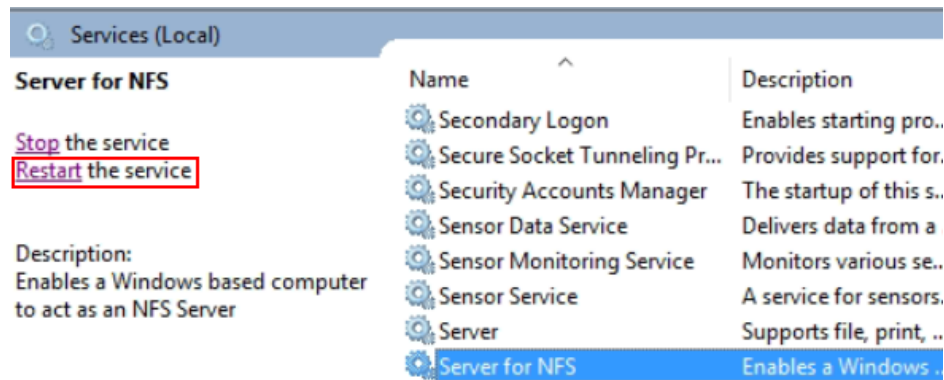 Services (Local)
Server for NFS
Stop the service
Restart the service
Description:
Enables a Windows based computer
to act as an NFS Server
Name Description
Secondary Logon Enables starting pro...
Secure Socket Tunneling Pr... Provides support for...
Security Accounts Manager The startup of this s...
Sensor Data Service Delivers data from a
Sensor Monitoring Service Monitors various se...
Sensor Service A service for sensors...
Server Supports file, print, ...
Server for NFS Enables a Windows ...